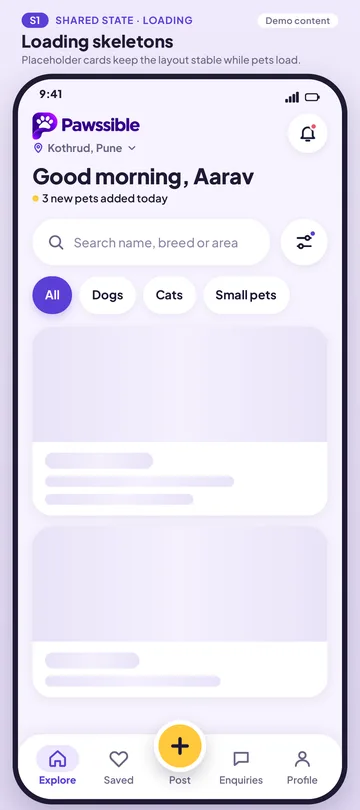 S1 SHARED STATE · LOADING Demo content
Loading skeletons
Placeholder cards keep the layout stable while pets load.
9:41
Pawssible
Kothrud, Pune
Good morning, Aarav
3 new pets added today
Search name, breed or area
All Dogs Cats Small pets
Explore Saved Post Enquiries Profile